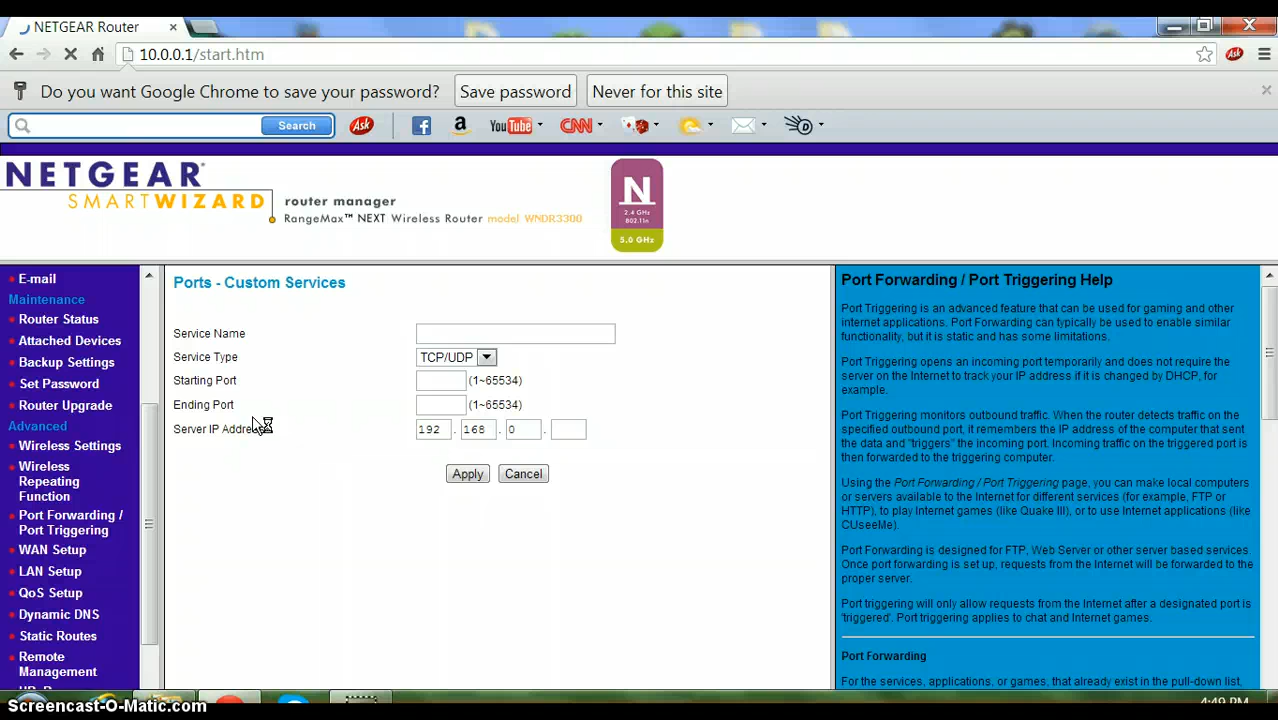 NETGEAR Router
10.0.0.1/start.htm
Ask
Do you want Google Chrome to save your password?
Save password
Never for this site
Search
Ask
You Tube
CNN
NETGEAR
SMARTWIZARD
router manager
RangeMax™ NEXT Wireless Router model WNDR3300
N
2.4 GHz
802.11n
5.0 GHz
E-mail
Maintenance
Router Status
Attached Devices
Backup Settings
Set Password
Router Upgrade
Advanced
Wireless Settings
Wireless
Repeating
Function
Port Forwarding /
Port Triggering
WAN Setup
LAN Setup
QoS Setup
Dynamic DNS
Static Routes
Remote
Management
Ports - Custom Services
Service Name
Service Type
TCP/UDP
Starting Port
(1~65534)
Ending Port
(1~65534)
Server IP Address
192 . 168 . 0 .
Apply
Cancel
Port Forwarding / Port Triggering Help
Port Triggering is an advanced feature that can be used for gaming and other
internet applications. Port Forwarding can typically be used to enable similar
functionality, but it is static and has some limitations.
Port Triggering opens an incoming port temporarily and does not require the
server on the Internet to track your IP address if it is changed by DHCP, for
example.
Port Triggering monitors outbound traffic. When the router detects traffic on the
specified outbound port, it remembers the IP address of the computer that sent
the data and "triggers" the incoming port. Incoming traffic on the triggered port is
then forwarded to the triggering computer.
Using the Port Forwarding / Port Triggering page, you can make local computers
or servers available to the Internet for different services (for example, FTP or
HTTP), to play Internet games (like Quake III), or to use Internet applications (like
CUseeMe).
Port Forwarding is designed for FTP, Web Server or other server based services.
Once port forwarding is set up, requests from the Internet will be forwarded to the
proper server.
Port triggering will only allow requests from the Internet after a designated port is
'triggered'. Port triggering applies to chat and Internet games.
Port Forwarding
For the services, applications, or games, that already exist in the pull-down list,
4:49 PM
Screencast-O-Matic.com